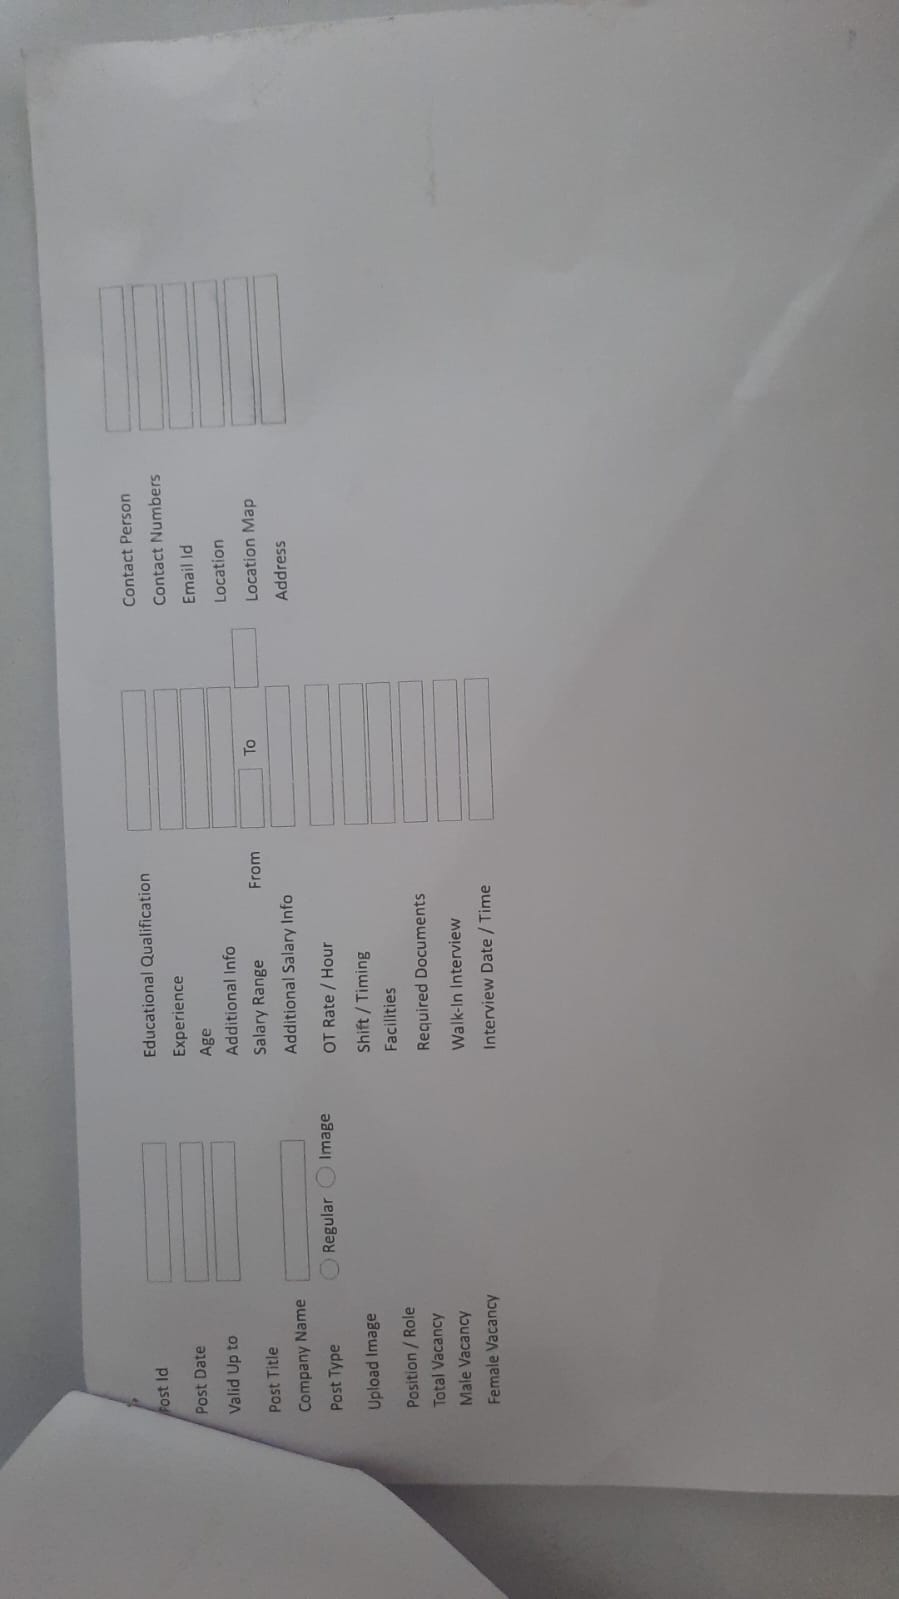 Post Id
Post Date
Valid Up to
Post Title
Company Name
Post Type Regular Image
Upload Image
Position / Role
Total Vacancy
Male Vacancy
Female Vacancy
Educational Qualification
Experience
Age
Additional Info
Salary Range From To
Additional Salary Info
OT Rate / Hour
Shift / Timing
Facilities
Required Documents
Walk-In Interview
Interview Date / Time
Contact Person
Contact Numbers
Email Id
Location
Location Map
Address